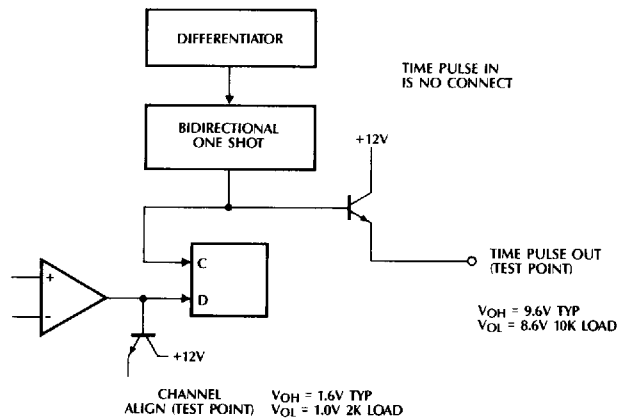 DIFFERENTIATOR
TIME PULSE IN
IS NO CONNECT
BIDIRECTIONAL
ONE SHOT
+12V
C
+
TIME PULSE OUT
(TEST POINT)
D
-
VOH = 9.6V TYP
VOL = 8.6V 10K LOAD
+12V
CHANNEL
ALIGN (TEST POINT)
VOH = 1.6V TYP
VOL = 1.0V 2K LOAD